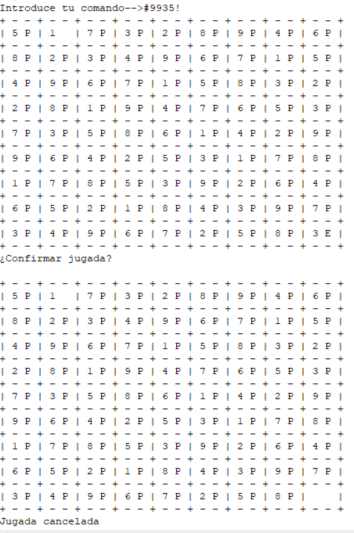 Introduce tu comando-->#9935!
+ - - + - - + - - + - - + - - + - - + - - + - - + - - +
| 5 P | 1   | 7 P | 3 P | 2 P | 8 P | 9 P | 4 P | 6 P |
+ - - + - - + - - + - - + - - + - - + - - + - - + - - +
| 8 P | 2 P | 3 P | 4 P | 9 P | 6 P | 7 P | 1 P | 5 P |
+ - - + - - + - - + - - + - - + - - + - - + - - + - - +
| 4 P | 9 P | 6 P | 7 P | 1 P | 5 P | 8 P | 3 P | 2 P |
+ - - + - - + - - + - - + - - + - - + - - + - - + - - +
| 2 P | 8 P | 1 P | 9 P | 4 P | 7 P | 6 P | 5 P | 3 P |
+ - - + - - + - - + - - + - - + - - + - - + - - + - - +
| 7 P | 3 P | 5 P | 8 P | 6 P | 1 P | 4 P | 2 P | 9 P |
+ - - + - - + - - + - - + - - + - - + - - + - - + - - +
| 9 P | 6 P | 4 P | 2 P | 5 P | 3 P | 1 P | 7 P | 8 P |
+ - - + - - + - - + - - + - - + - - + - - + - - + - - +
| 1 P | 7 P | 8 P | 5 P | 3 P | 9 P | 2 P | 6 P | 4 P |
+ - - + - - + - - + - - + - - + - - + - - + - - + - - +
| 6 P | 5 P | 2 P | 1 P | 8 P | 4 P | 3 P | 9 P | 7 P |
+ - - + - - + - - + - - + - - + - - + - - + - - + - - +
| 3 P | 4 P | 9 P | 6 P | 7 P | 2 P | 5 P | 8 P | 3 E |
+ - - + - - + - - + - - + - - + - - + - - + - - + - - +
¿Confirmar jugada?
+ - - + - - + - - + - - + - - + - - + - - + - - + - - +
| 5 P | 1   | 7 P | 3 P | 2 P | 8 P | 9 P | 4 P | 6 P |
+ - - + - - + - - + - - + - - + - - + - - + - - + - - +
| 8 P | 2 P | 3 P | 4 P | 9 P | 6 P | 7 P | 1 P | 5 P |
+ - - + - - + - - + - - + - - + - - + - - + - - + - - +
| 4 P | 9 P | 6 P | 7 P | 1 P | 5 P | 8 P | 3 P | 2 P |
+ - - + - - + - - + - - + - - + - - + - - + - - + - - +
| 2 P | 8 P | 1 P | 9 P | 4 P | 7 P | 6 P | 5 P | 3 P |
+ - - + - - + - - + - - + - - + - - + - - + - - + - - +
| 7 P | 3 P | 5 P | 8 P | 6 P | 1 P | 4 P | 2 P | 9 P |
+ - - + - - + - - + - - + - - + - - + - - + - - + - - +
| 9 P | 6 P | 4 P | 2 P | 5 P | 3 P | 1 P | 7 P | 8 P |
+ - - + - - + - - + - - + - - + - - + - - + - - + - - +
| 1 P | 7 P | 8 P | 5 P | 3 P | 9 P | 2 P | 6 P | 4 P |
+ - - + - - + - - + - - + - - + - - + - - + - - + - - +
| 6 P | 5 P | 2 P | 1 P | 8 P | 4 P | 3 P | 9 P | 7 P |
+ - - + - - + - - + - - + - - + - - + - - + - - + - - +
| 3 P | 4 P | 9 P | 6 P | 7 P | 2 P | 5 P | 8 P |     |
+ - - + - - + - - + - - + - - + - - + - - + - - + - - +
Jugada cancelada